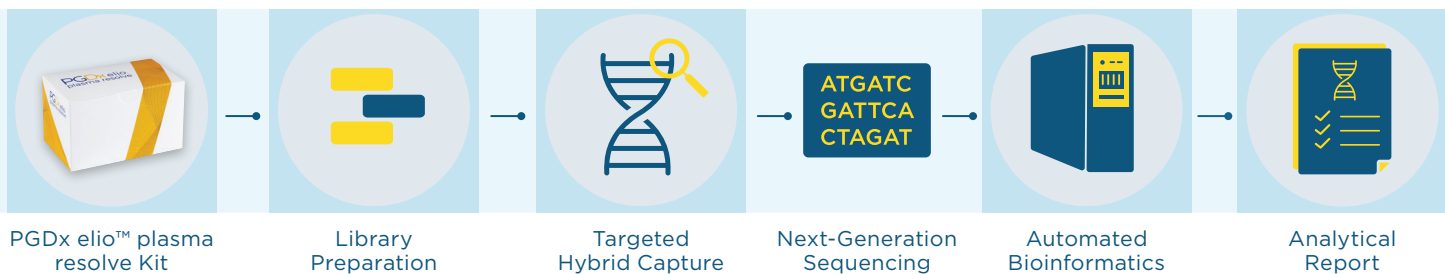 PGDx elio
plasma resolve
ATGATC
GATTCA
CTAGAT
PGDx elio™ plasma
resolve Kit
Library
Preparation
Targeted
Hybrid Capture
Next-Generation
Sequencing
Automated
Bioinformatics
Analytical
Report